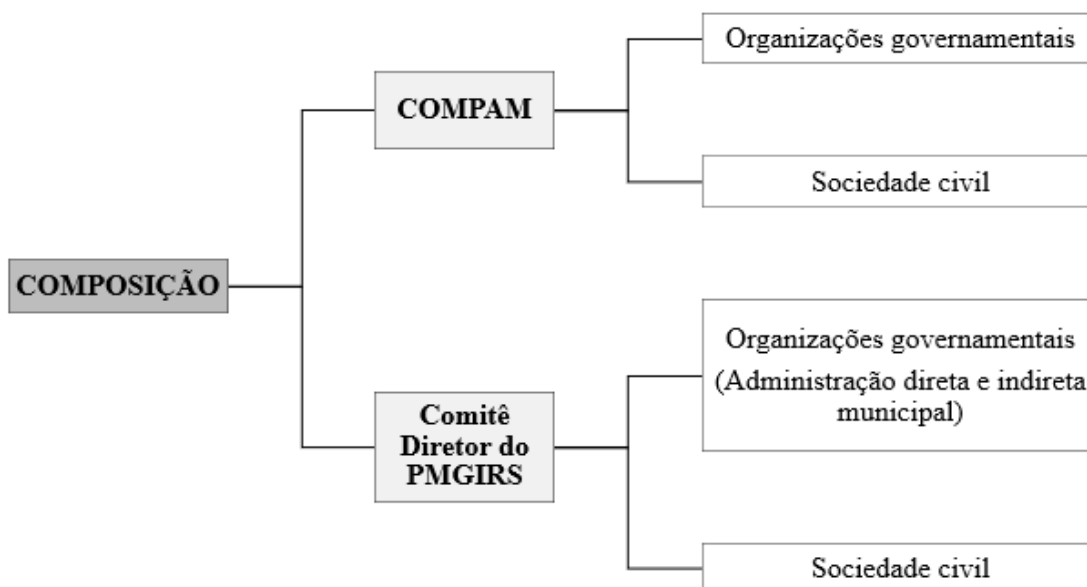 COMPOSIÇÃO
COMPAM
Organizações governamentais
Sociedade civil
Comitê
Diretor do
PMGIRS
Organizações governamentais
(Administração direta e indireta
municipal)
Sociedade civil